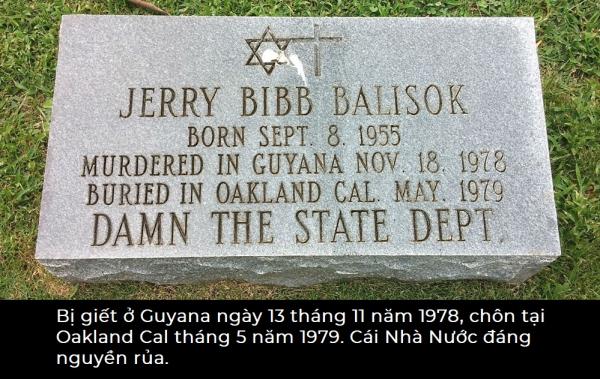 JERRY BIBB BALISOK
BORN SEPT. 8. 1955
MURDERED IN GUYANA NOV. 18. 1978
BURIED IN OAKLAND CAL. MAY. 1979
DAMN THE STATE DEPT.
Bị giết ở Guyana ngày 13 tháng 11 năm 1978, chôn tại
Oakland Cal tháng 5 năm 1979. Cái Nhà Nước đáng
nguyền rủa.